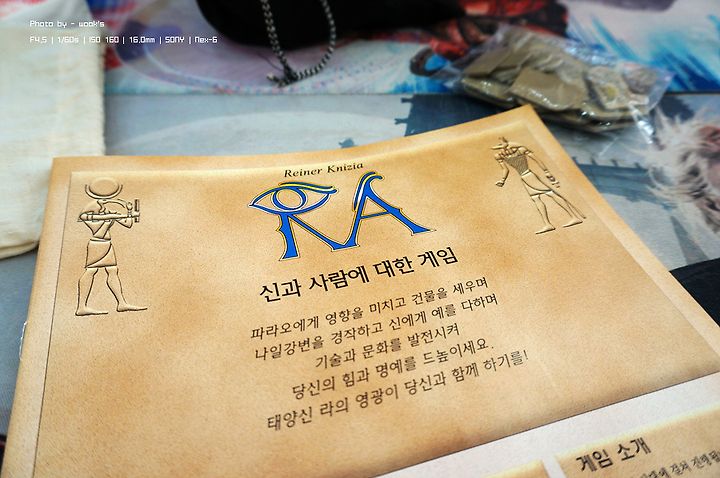 Photo by - wook's
F4.5 | 1/60s | ISO 160 | 16.0mm | SONY | Nex-6
Reiner Knizia
RA
신과 사람에 대한 게임
파라오에게 영향을 미치고 건물을 세우며
나일강변을 경작하고 신에게 예를 다하며
기술과 문화를 발전시켜
당신의 힘과 명예를 드높이세요.
태양신 라의 영광이 당신과 함께 하기를!
게임 소개
걸쳐 진행됩